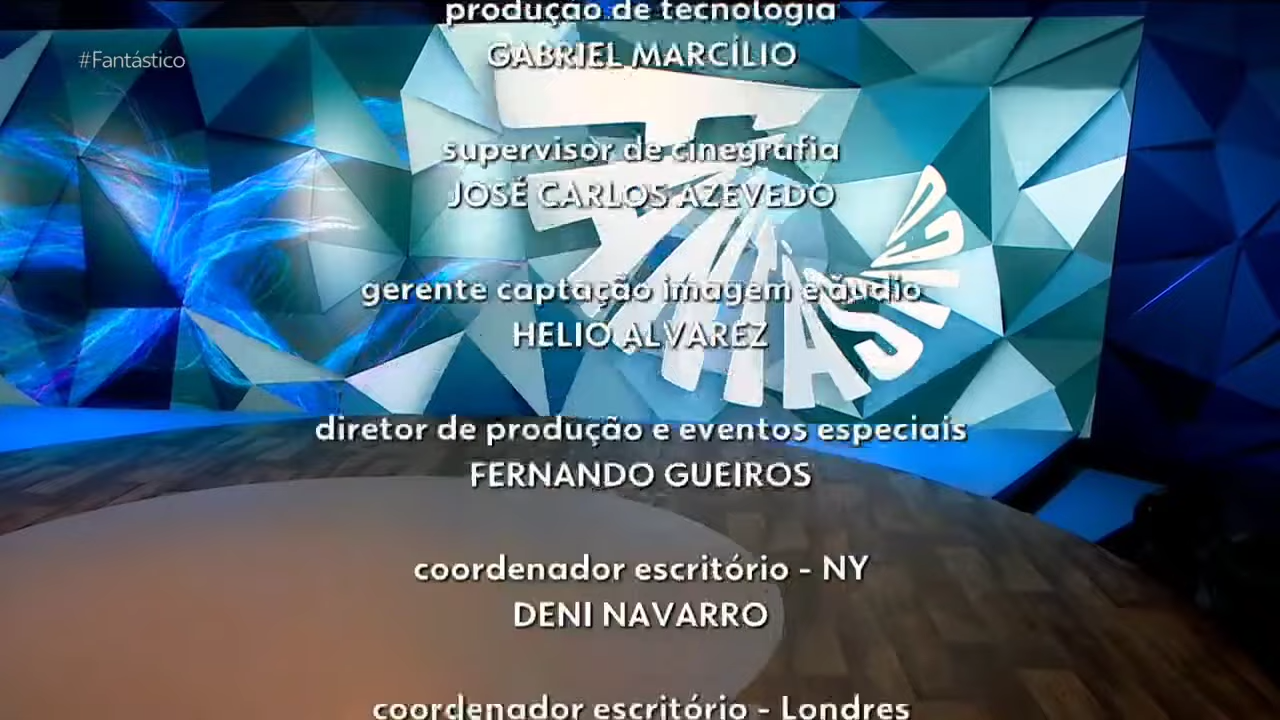 produção de tecnologia
#Fantástico
GABRIEL MARCÍLIO
supervisor de cinegrafia
JOSÉ CARLOS AZEVEDO
gerente captação imagem e áudio
HELIO ALVAREZ
FANTÁSTICO
diretor de produção e eventos especiais
FERNANDO GUEIROS
coordenador escritório - NY
DENI NAVARRO
coordenador escritório - Londres